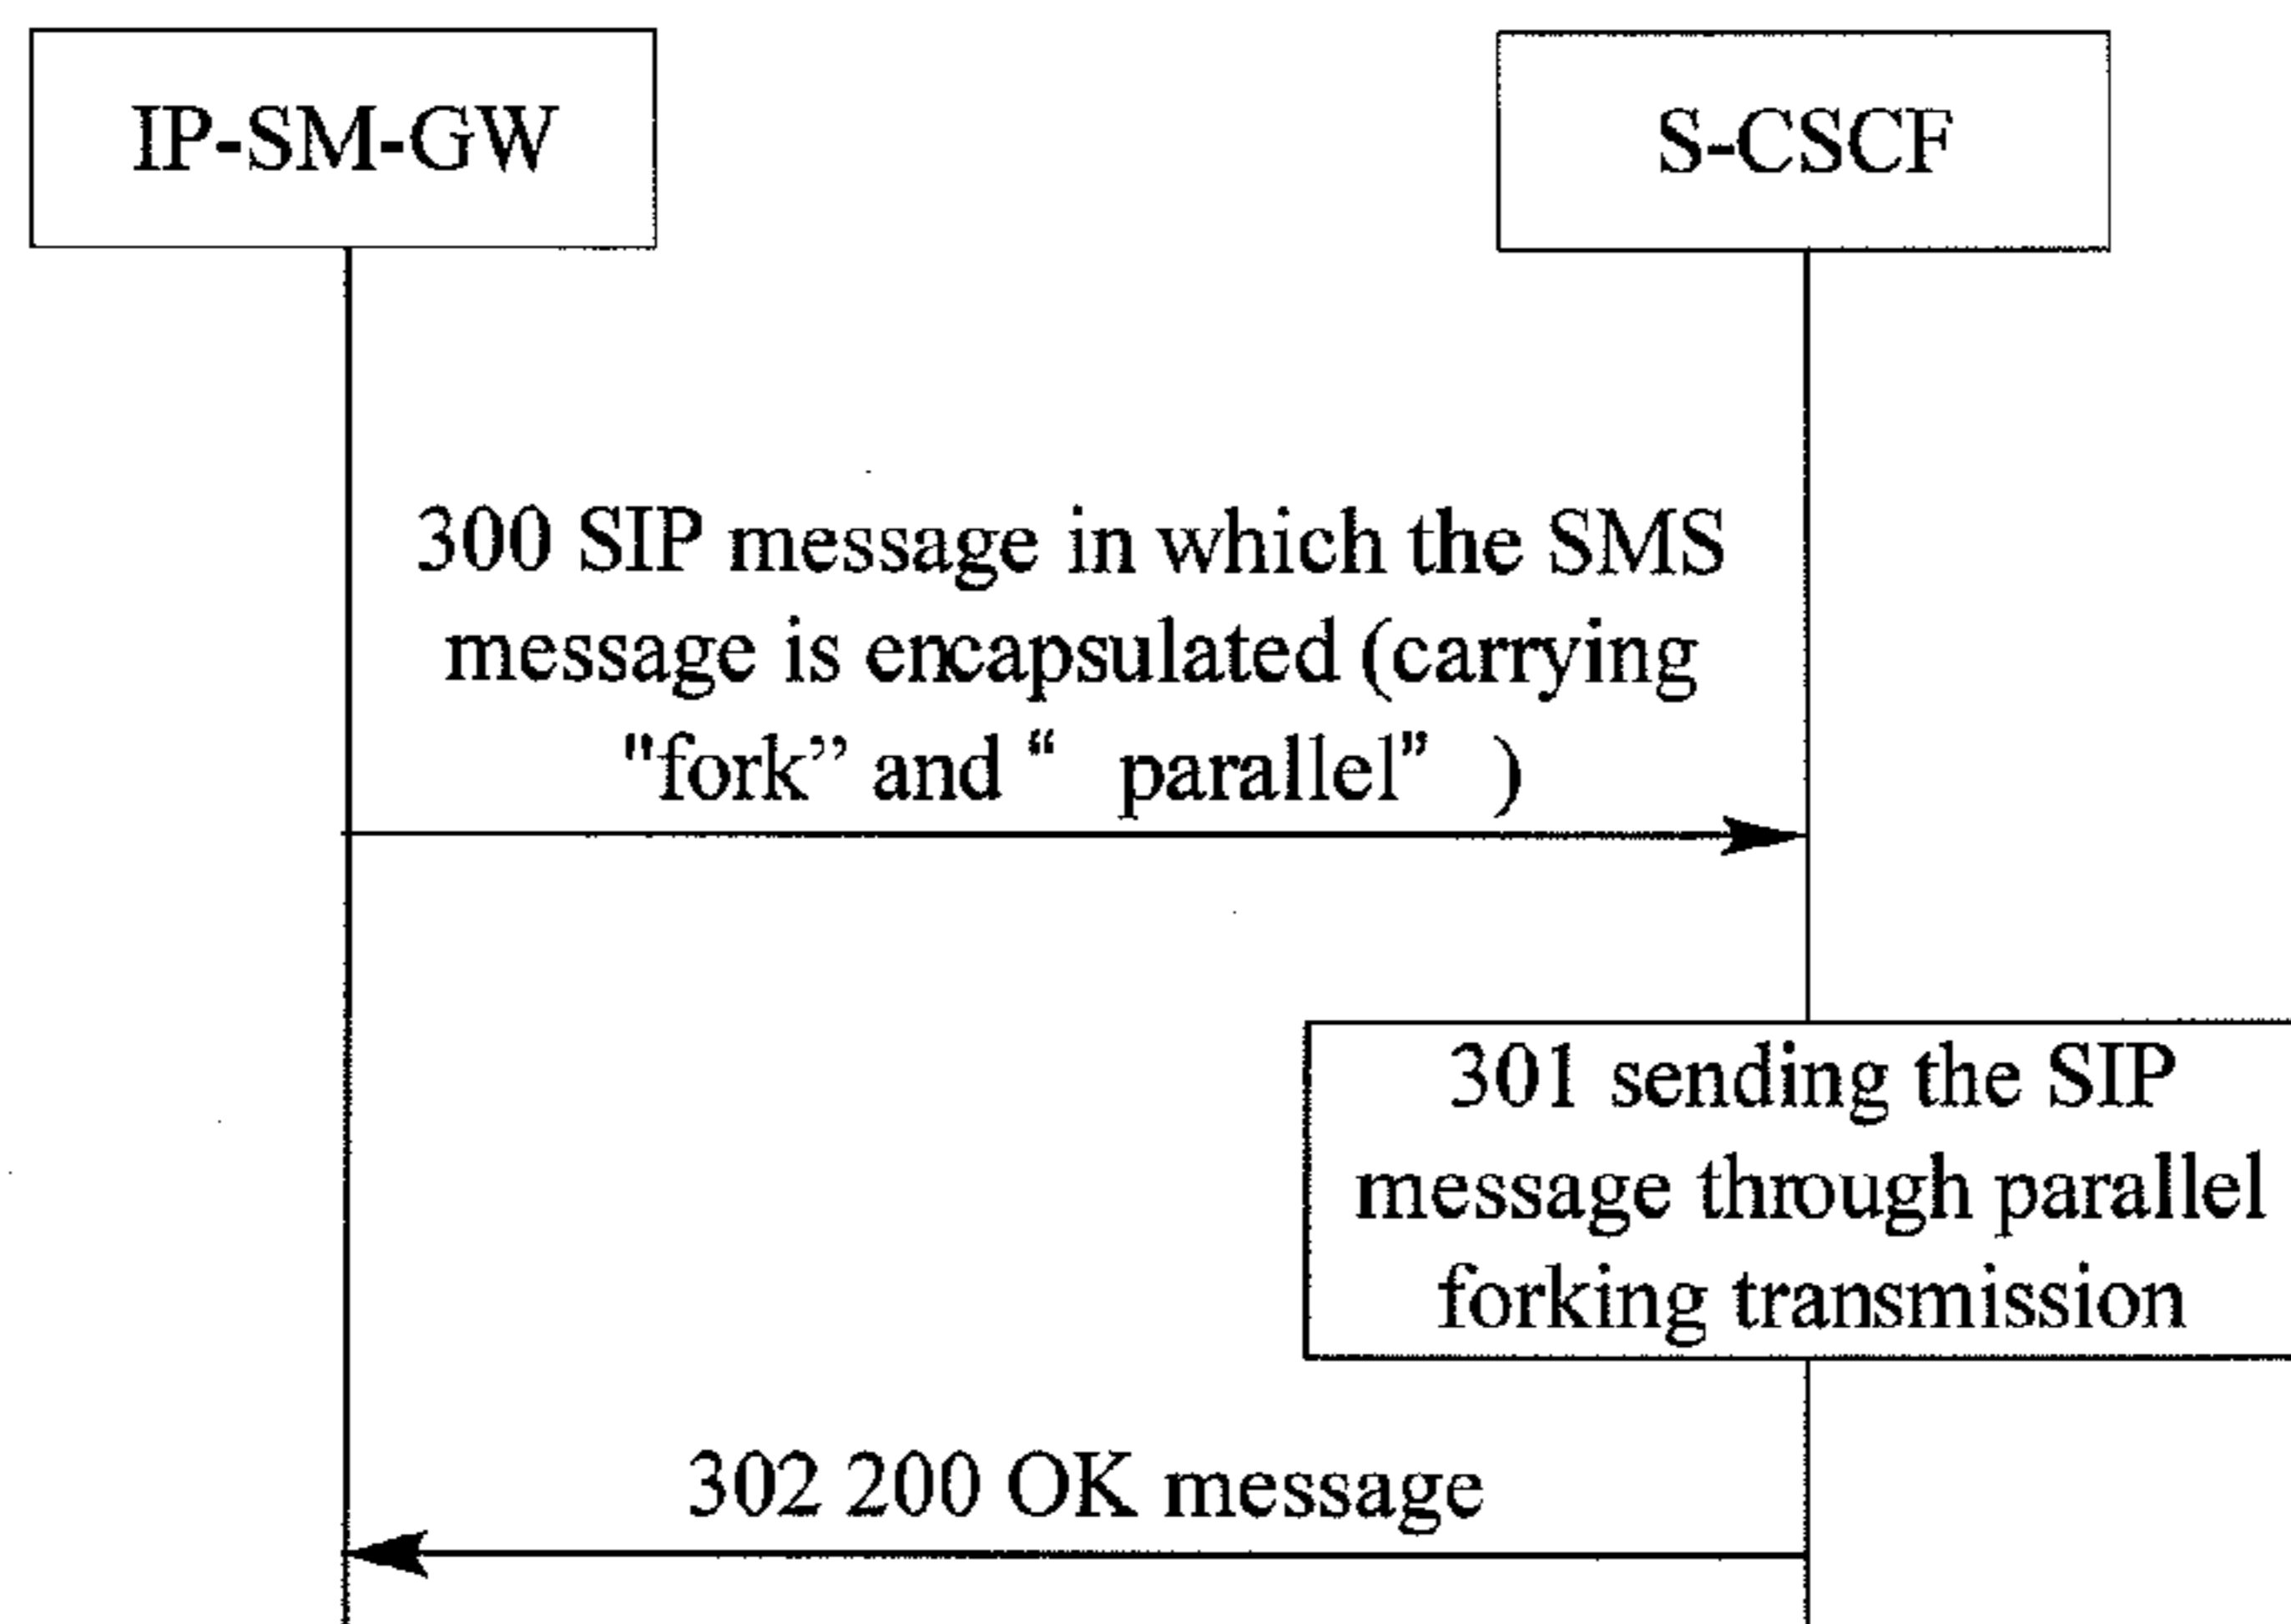 IP-SM-GW
S-CSCF
300 SIP message in which the SMS
message is encapsulated (carrying
"fork” and “ parallel” )
301 sending the SIP
message through parallel
forking transmission
302 200 OK message